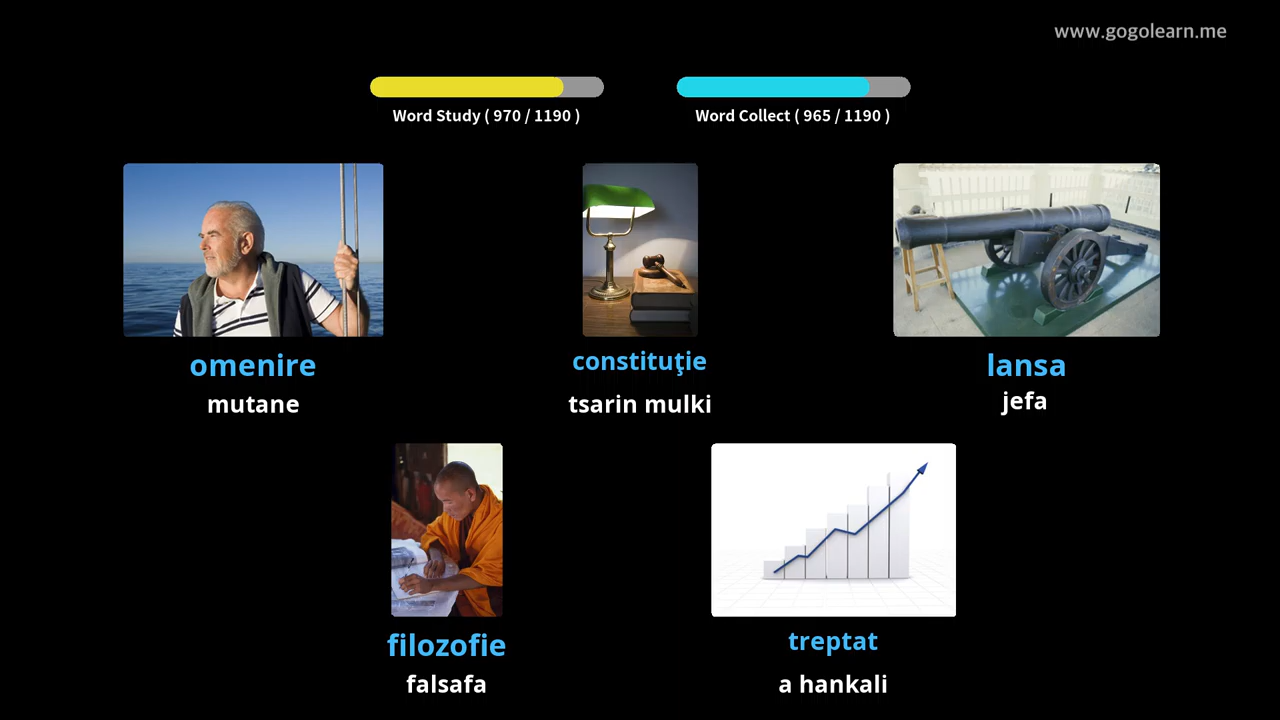 www.gogolearn.me
Word Study ( 970 / 1190 )
Word Collect ( 965 / 1190 )
omenire
mutane
constituţie
tsarin mulki
lansa
jefa
filozofie
falsafa
treptat
a hankali